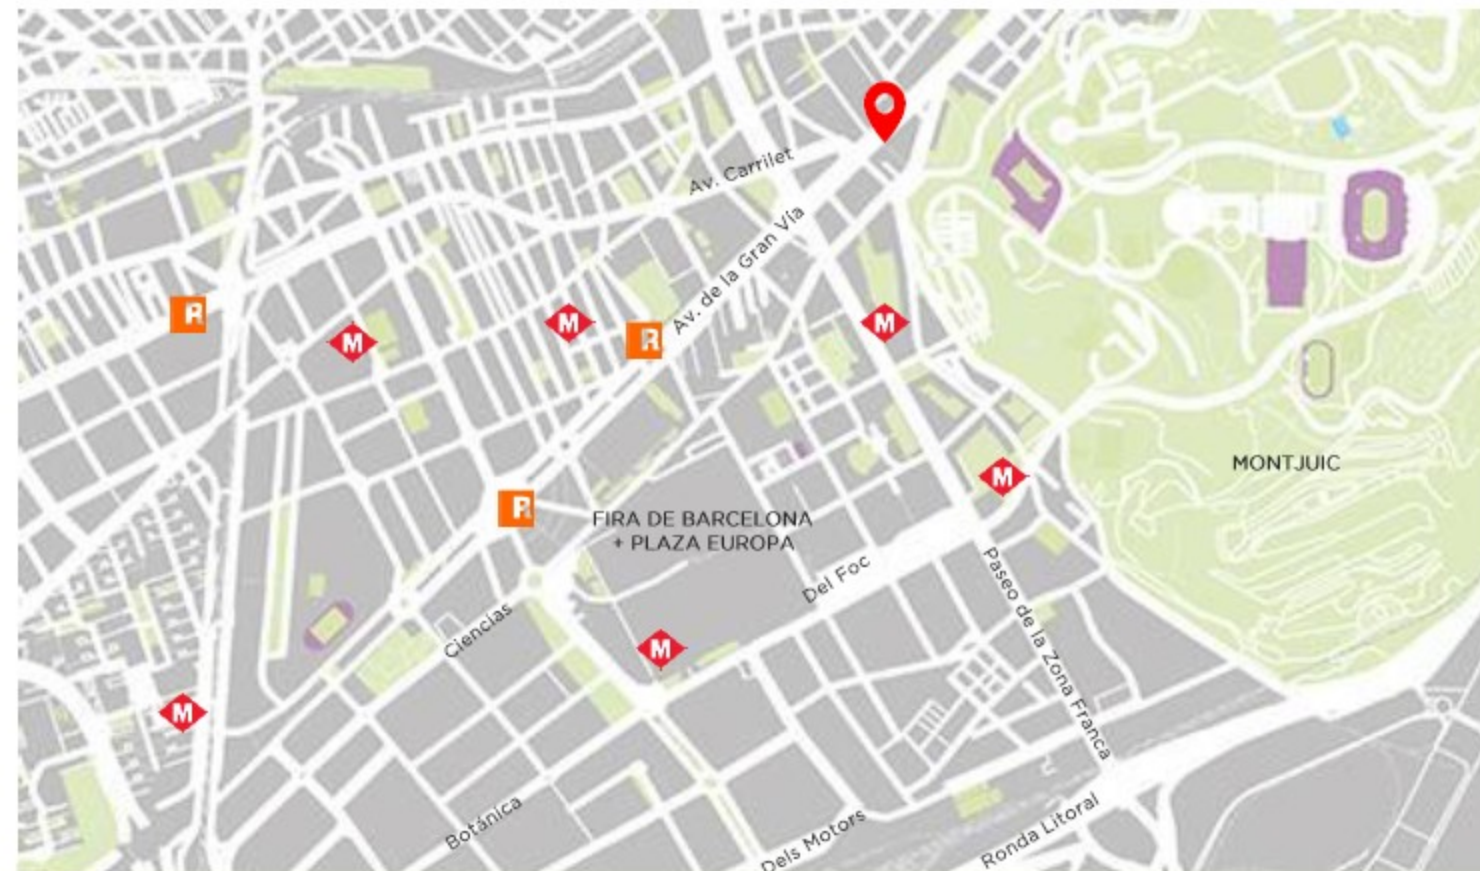 Av. Carrilet
Av. de la Gran Vía
R
M
M
R
M
MONTJUIC
M
R
FIRA DE BARCELONA
+ PLAZA EUROPA
Del Foc
Paseo de la Zona Franca
Ciencias
M
M
Botánica
Dels Motors
Ronda Litoral